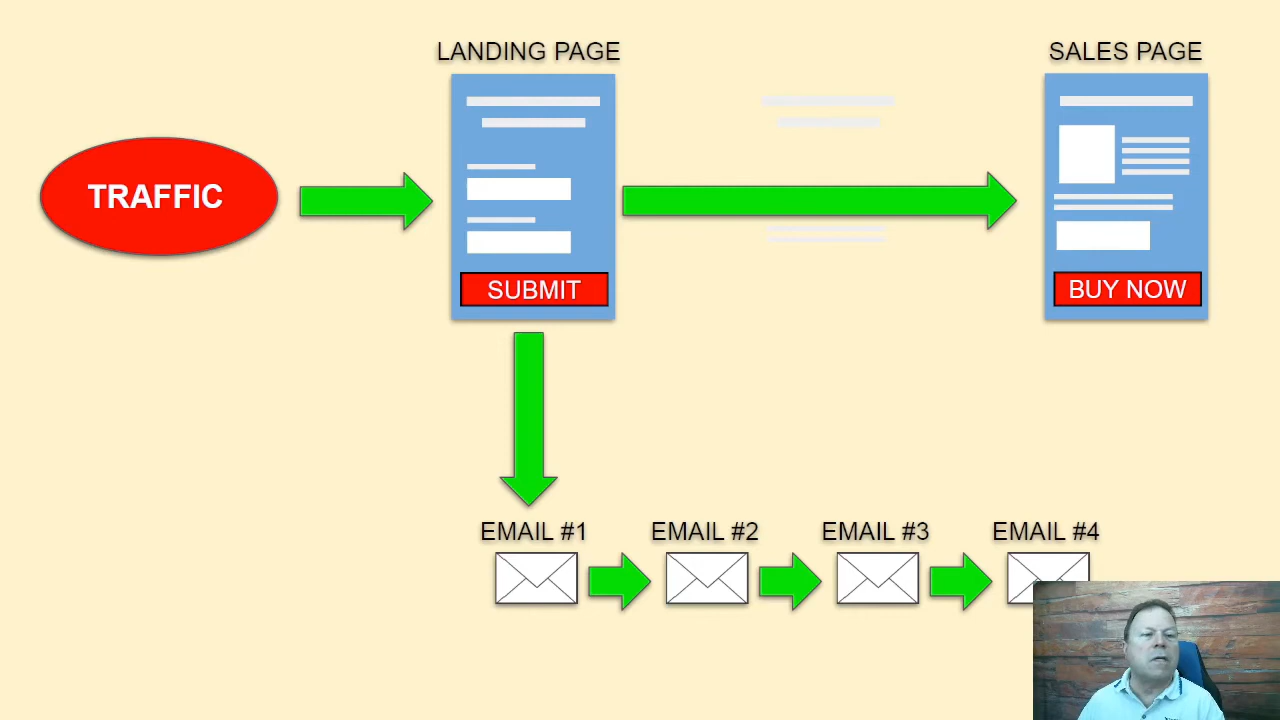 LANDING PAGE
SALES PAGE
TRAFFIC
SUBMIT
BUY NOW
EMAIL #1
EMAIL #2
EMAIL #3
EMAIL #4